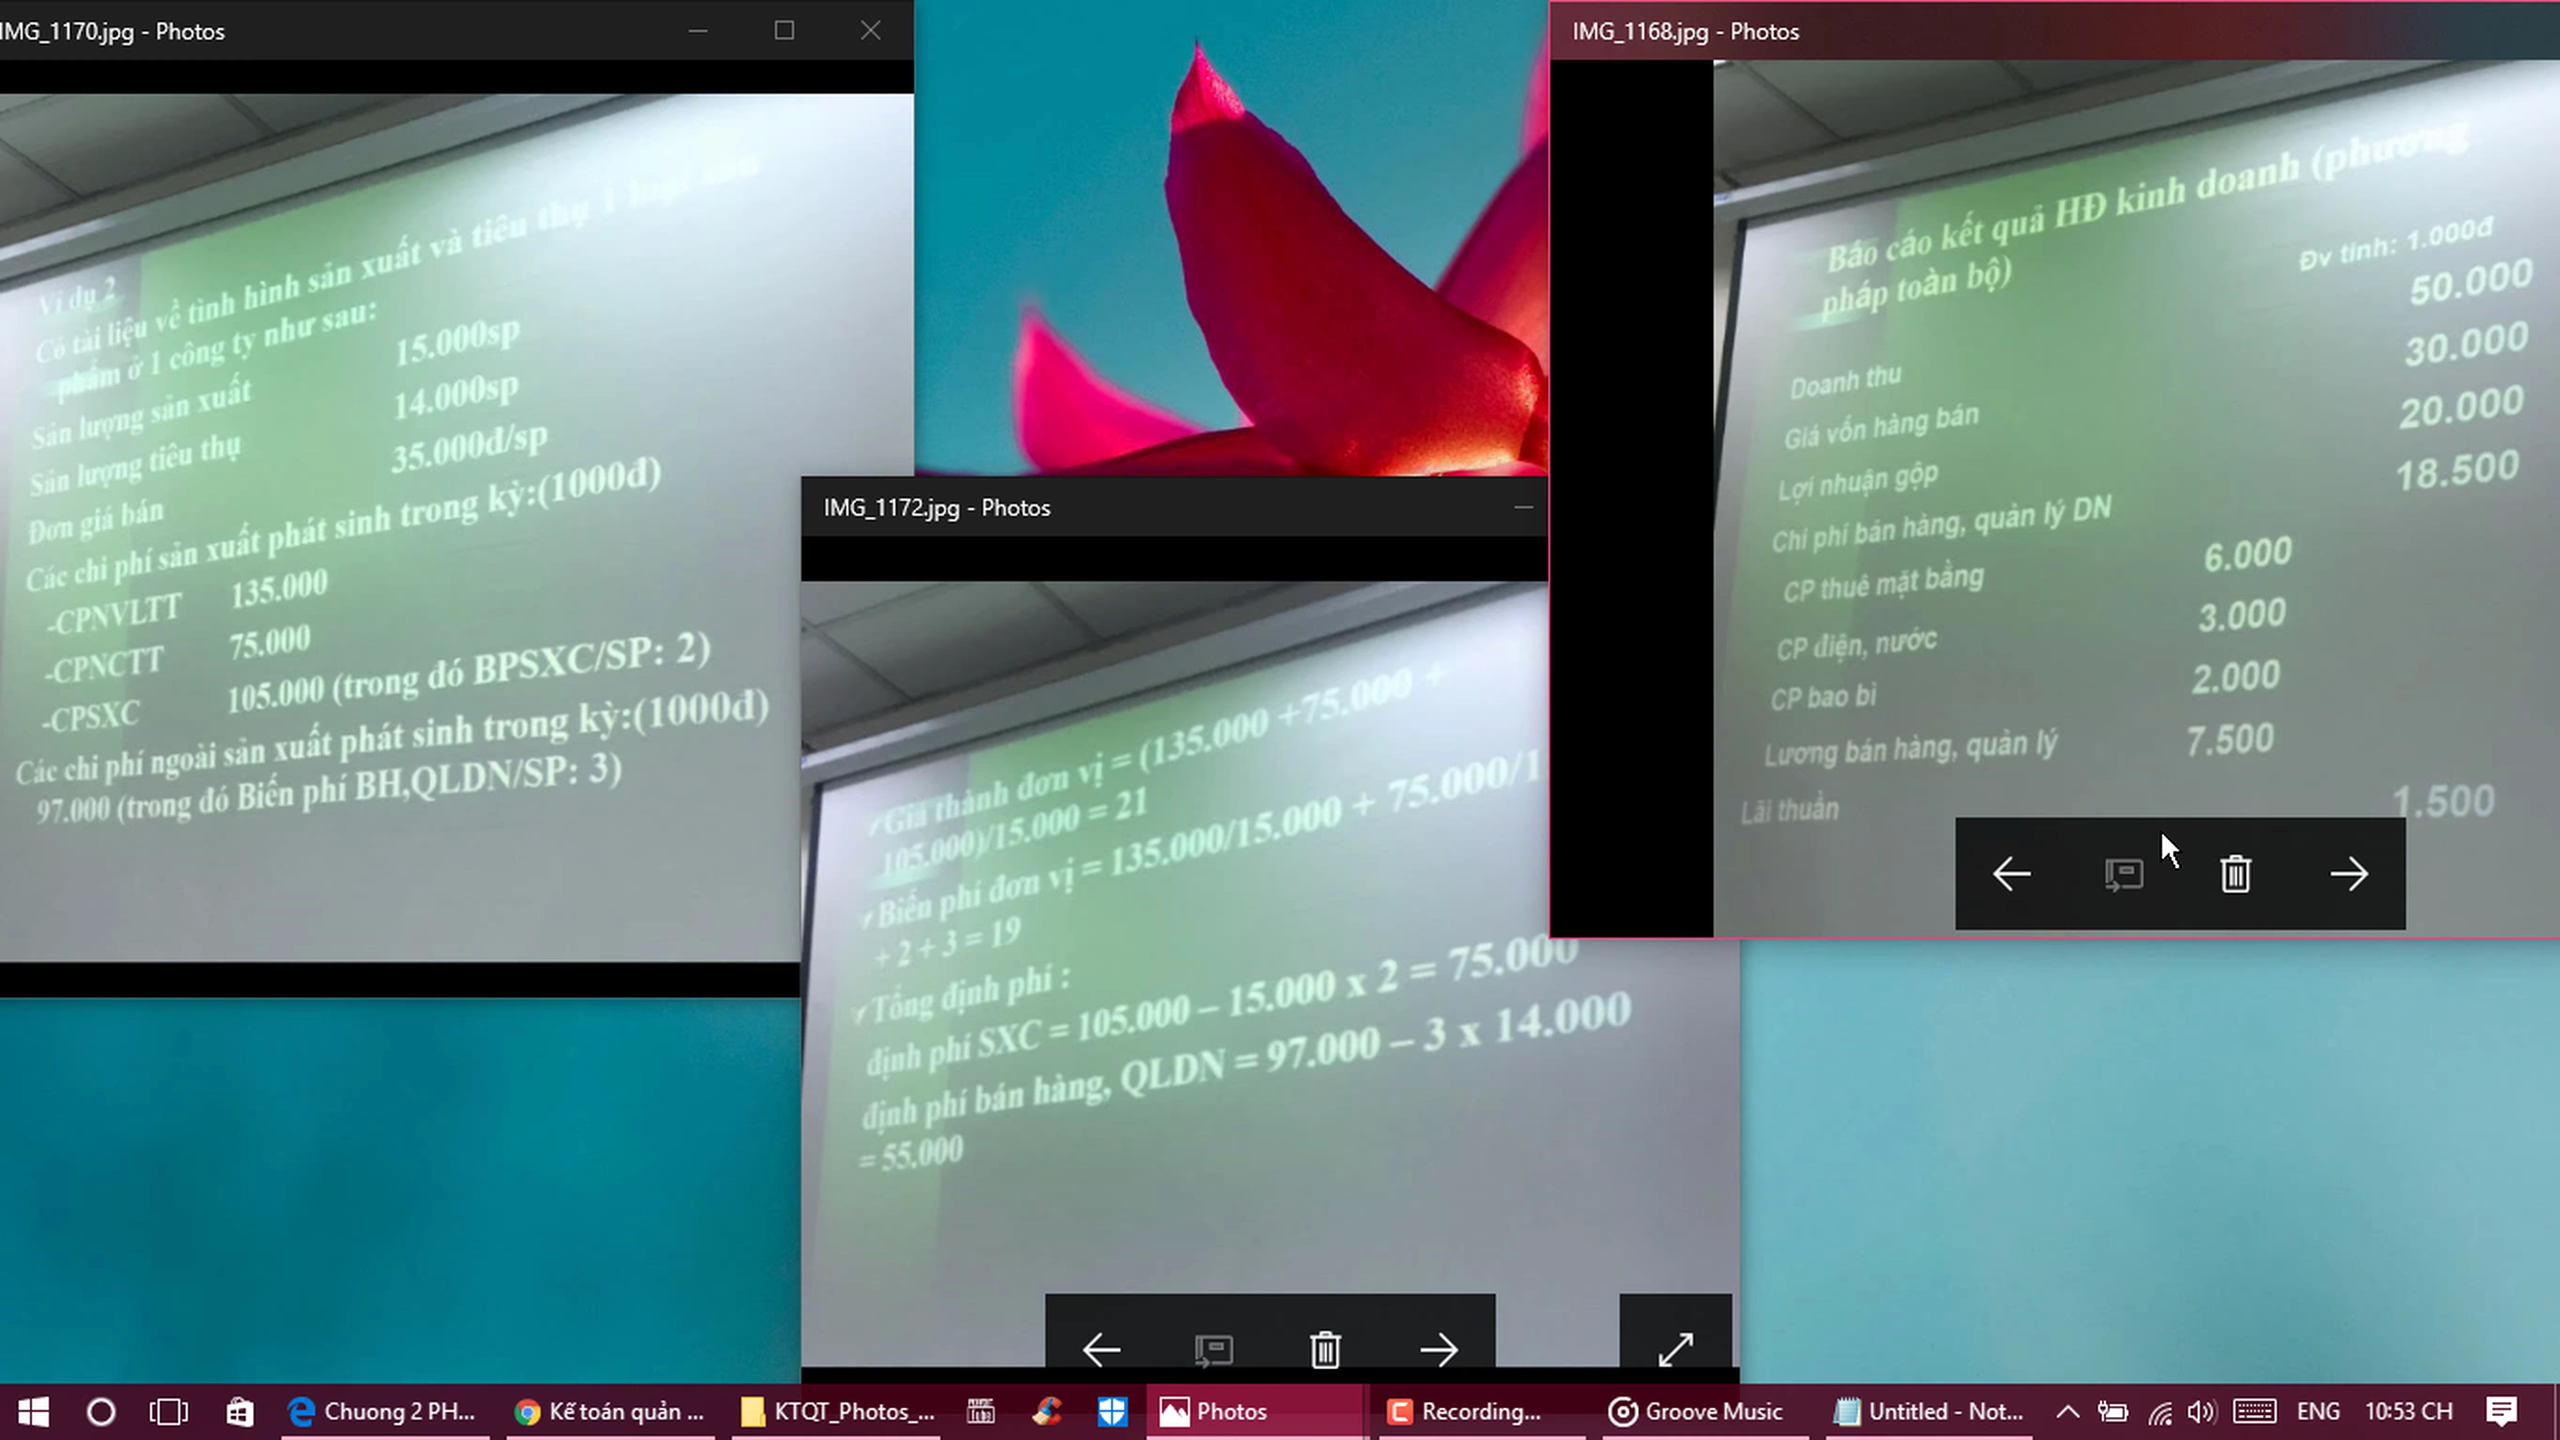 IMG_1170.jpg - Photos
Ví dụ 2
Có tài liệu về tình hình sản xuất và tiêu thụ 1 loại sản
phẩm ở 1 công ty như sau:
Sản lượng sản xuất 15.000sp
Sản lượng tiêu thụ 14.000sp
Đơn giá bán 35.000đ/sp
Các chi phí sản xuất phát sinh trong kỳ:(1000đ)
-CPNVLTT 135.000
-CPNCTT 75.000
-CPSXC 105.000 (trong đó BPSXC/SP: 2)
Các chi phí ngoài sản xuất phát sinh trong kỳ:(1000đ)
97.000 (trong đó Biến phí BH,QLDN/SP: 3)
IMG_1172.jpg - Photos
Giá thành đơn vị = (135.000 +75.000 +
105.000)/15.000 = 21
Biến phí đơn vị = 135.000/15.000 + 75.000/1
+ 2 + 3 = 19
Tổng định phí :
định phí SXC = 105.000 – 15.000 x 2 = 75.000
định phí bán hàng, QLDN = 97.000 – 3 x 14.000
= 55.000
IMG_1168.jpg - Photos
Báo cáo kết quả HĐ kinh doanh (phương
pháp toàn bộ)
Đv tính: 1.000đ
Doanh thu 50.000
Giá vốn hàng bán 30.000
Lợi nhuận gộp 20.000
Chi phí bán hàng, quản lý DN 18.500
CP thuê mặt bằng 6.000
CP điện, nước 3.000
CP bao bì 2.000
Lương bán hàng, quản lý 7.500
Lãi thuần 1.500
Chuong 2 PH...
Kế toán quản ...
KTQT_Photos_...
Photos
Recording...
Groove Music
Untitled - Not...
ENG
10:53 CH